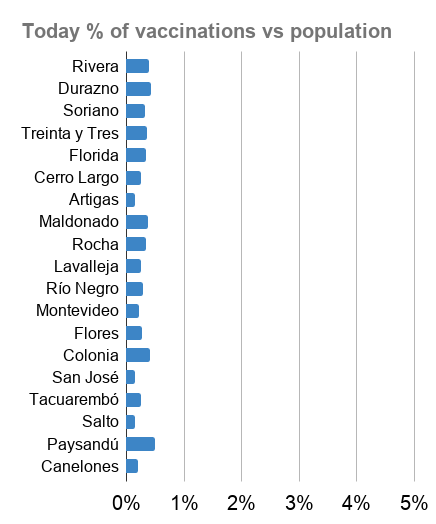 Today % of vaccinations vs population
Rivera
Durazno
Soriano
Treinta y Tres
Florida
Cerro Largo
Artigas
Maldonado
Rocha
Lavalleja
Río Negro
Montevideo
Flores
Colonia
San José
Tacuarembó
Salto
Paysandú
Canelones
0% 1% 2% 3% 4% 5%